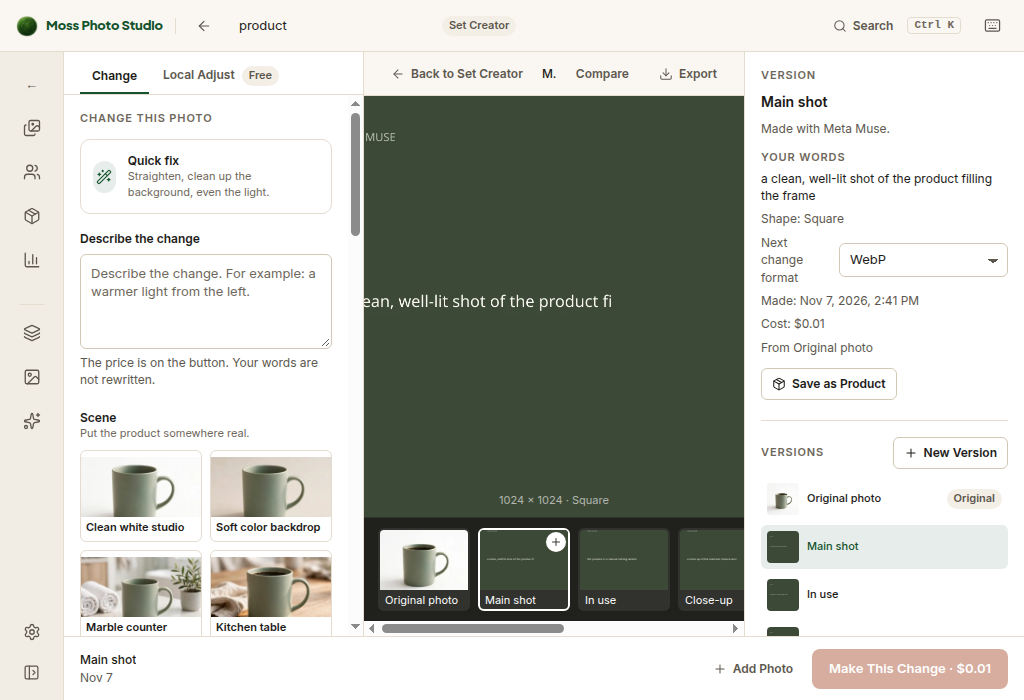 Moss Photo Studio
product
Set Creator
Search
Ctrl K
Change
Local Adjust
Free
CHANGE THIS PHOTO
Quick fix
Straighten, clean up the
background, even the light.
Describe the change
Describe the change. For example: a
warmer light from the left.
The price is on the button. Your words are
not rewritten.
Scene
Put the product somewhere real.
Clean white studio
Soft color backdrop
Marble counter
Kitchen table
Back to Set Creator
M.
Compare
Export
MUSE
ean, well-lit shot of the product fi
1024 × 1024 · Square
Original photo
Main shot
In use
Close-up
VERSION
Main shot
Made with Meta Muse.
YOUR WORDS
a clean, well-lit shot of the product filling
the frame
Shape: Square
Next
change
format
WebP
Made: Nov 7, 2026, 2:41 PM
Cost: $0.01
From Original photo
Save as Product
VERSIONS
New Version
Original photo
Original
Main shot
In use
Main shot
Nov 7
Add Photo
Make This Change · $0.01